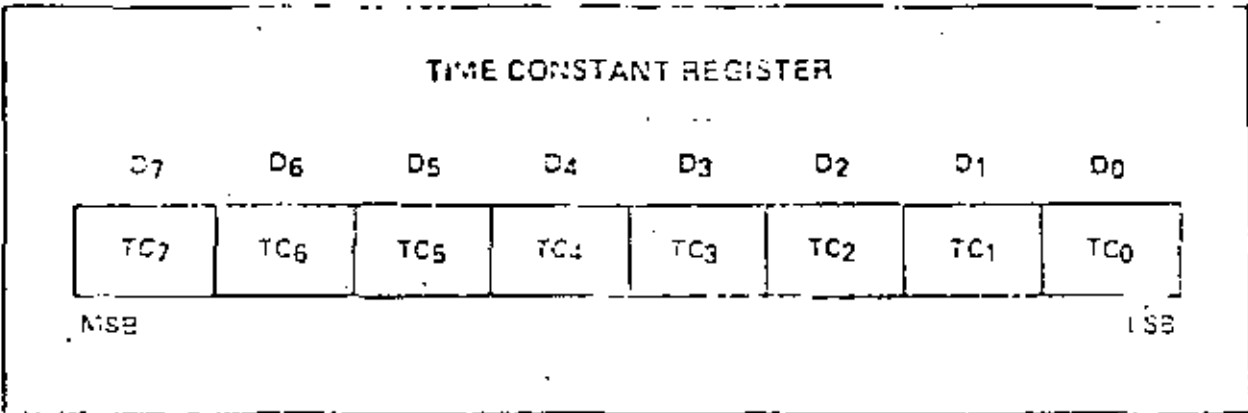 TIME CONSTANT REGISTER
D7 D6 D5 D4 D3 D2 D1 D0
TC7 TC6 TC5 TC4 TC3 TC2 TC1 TC0
MSB LSB